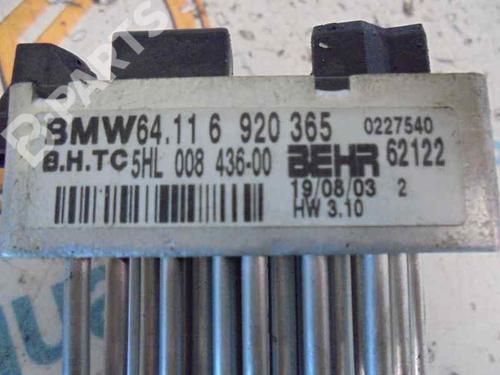 BMW 64.11 6 920 365 0227540
B.H.TC 5HL 008 436-00 BEHR 62122
19/08/03 2
HW 3.10
PARTS